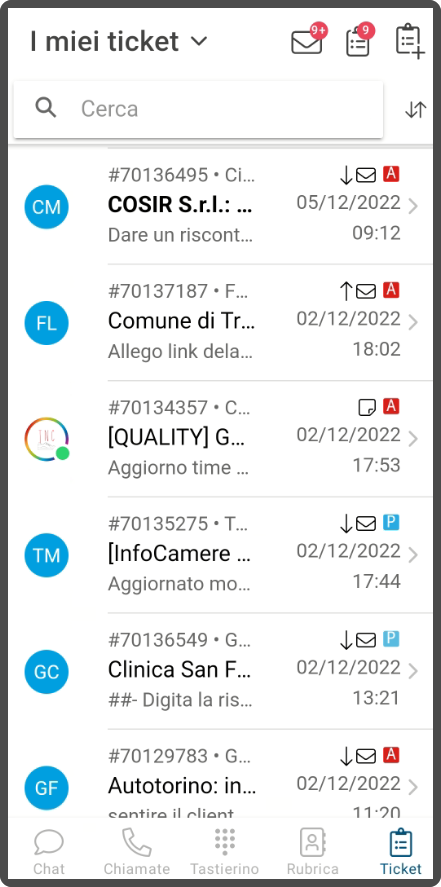 I miei ticket
9+
9
Cerca
#70136495 • Ci...
A
CM
COSIR S.r.l.: ...
05/12/2022
Dare un riscont...
09:12
#70137187 • F...
A
FL
Comune di Tr...
02/12/2022
Allego link dela...
18:02
#70134357 • C...
A
INC
[QUALITY] G...
02/12/2022
Aggiorno time ...
17:53
#70135275 • T...
P
TM
[InfoCamere ...
02/12/2022
Aggiornato mo...
17:44
#70136549 • G...
P
GC
Clinica San F...
02/12/2022
##- Digita la ris...
13:21
#70129783 • G...
A
GF
Autotorino: in...
02/12/2022
sentire il client
11:20
Chat
Chiamate
Tastierino
Rubrica
Ticket